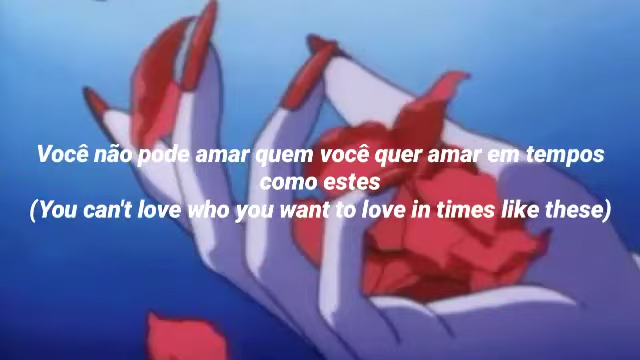 Você não pode amar quem você quer amar em tempos
como estes
(You can't love who you want to love in times like these)